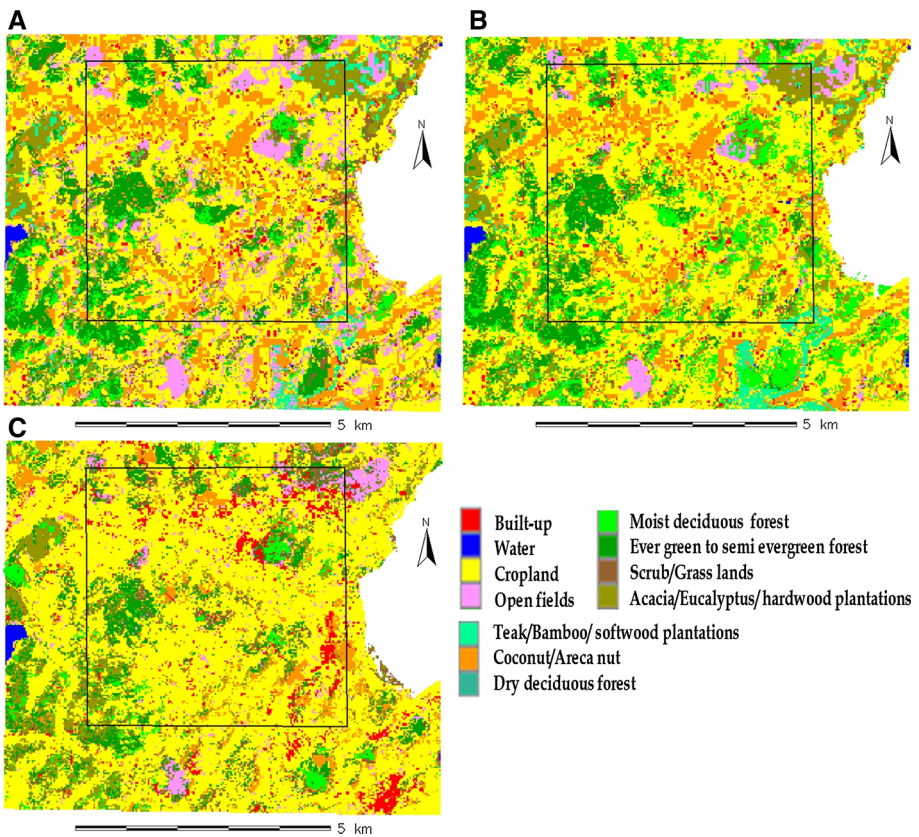 A
B
N
N
5 km
5 km
C
N
5 km
Built-up
Water
Cropland
Open fields
Moist deciduous forest
Ever green to semi evergreen forest
Scrub/Grass lands
Acacia/Eucalyptus/hardwood plantations
Teak/Bamboo/ softwood plantations
Coconut/Areca nut
Dry deciduous forest